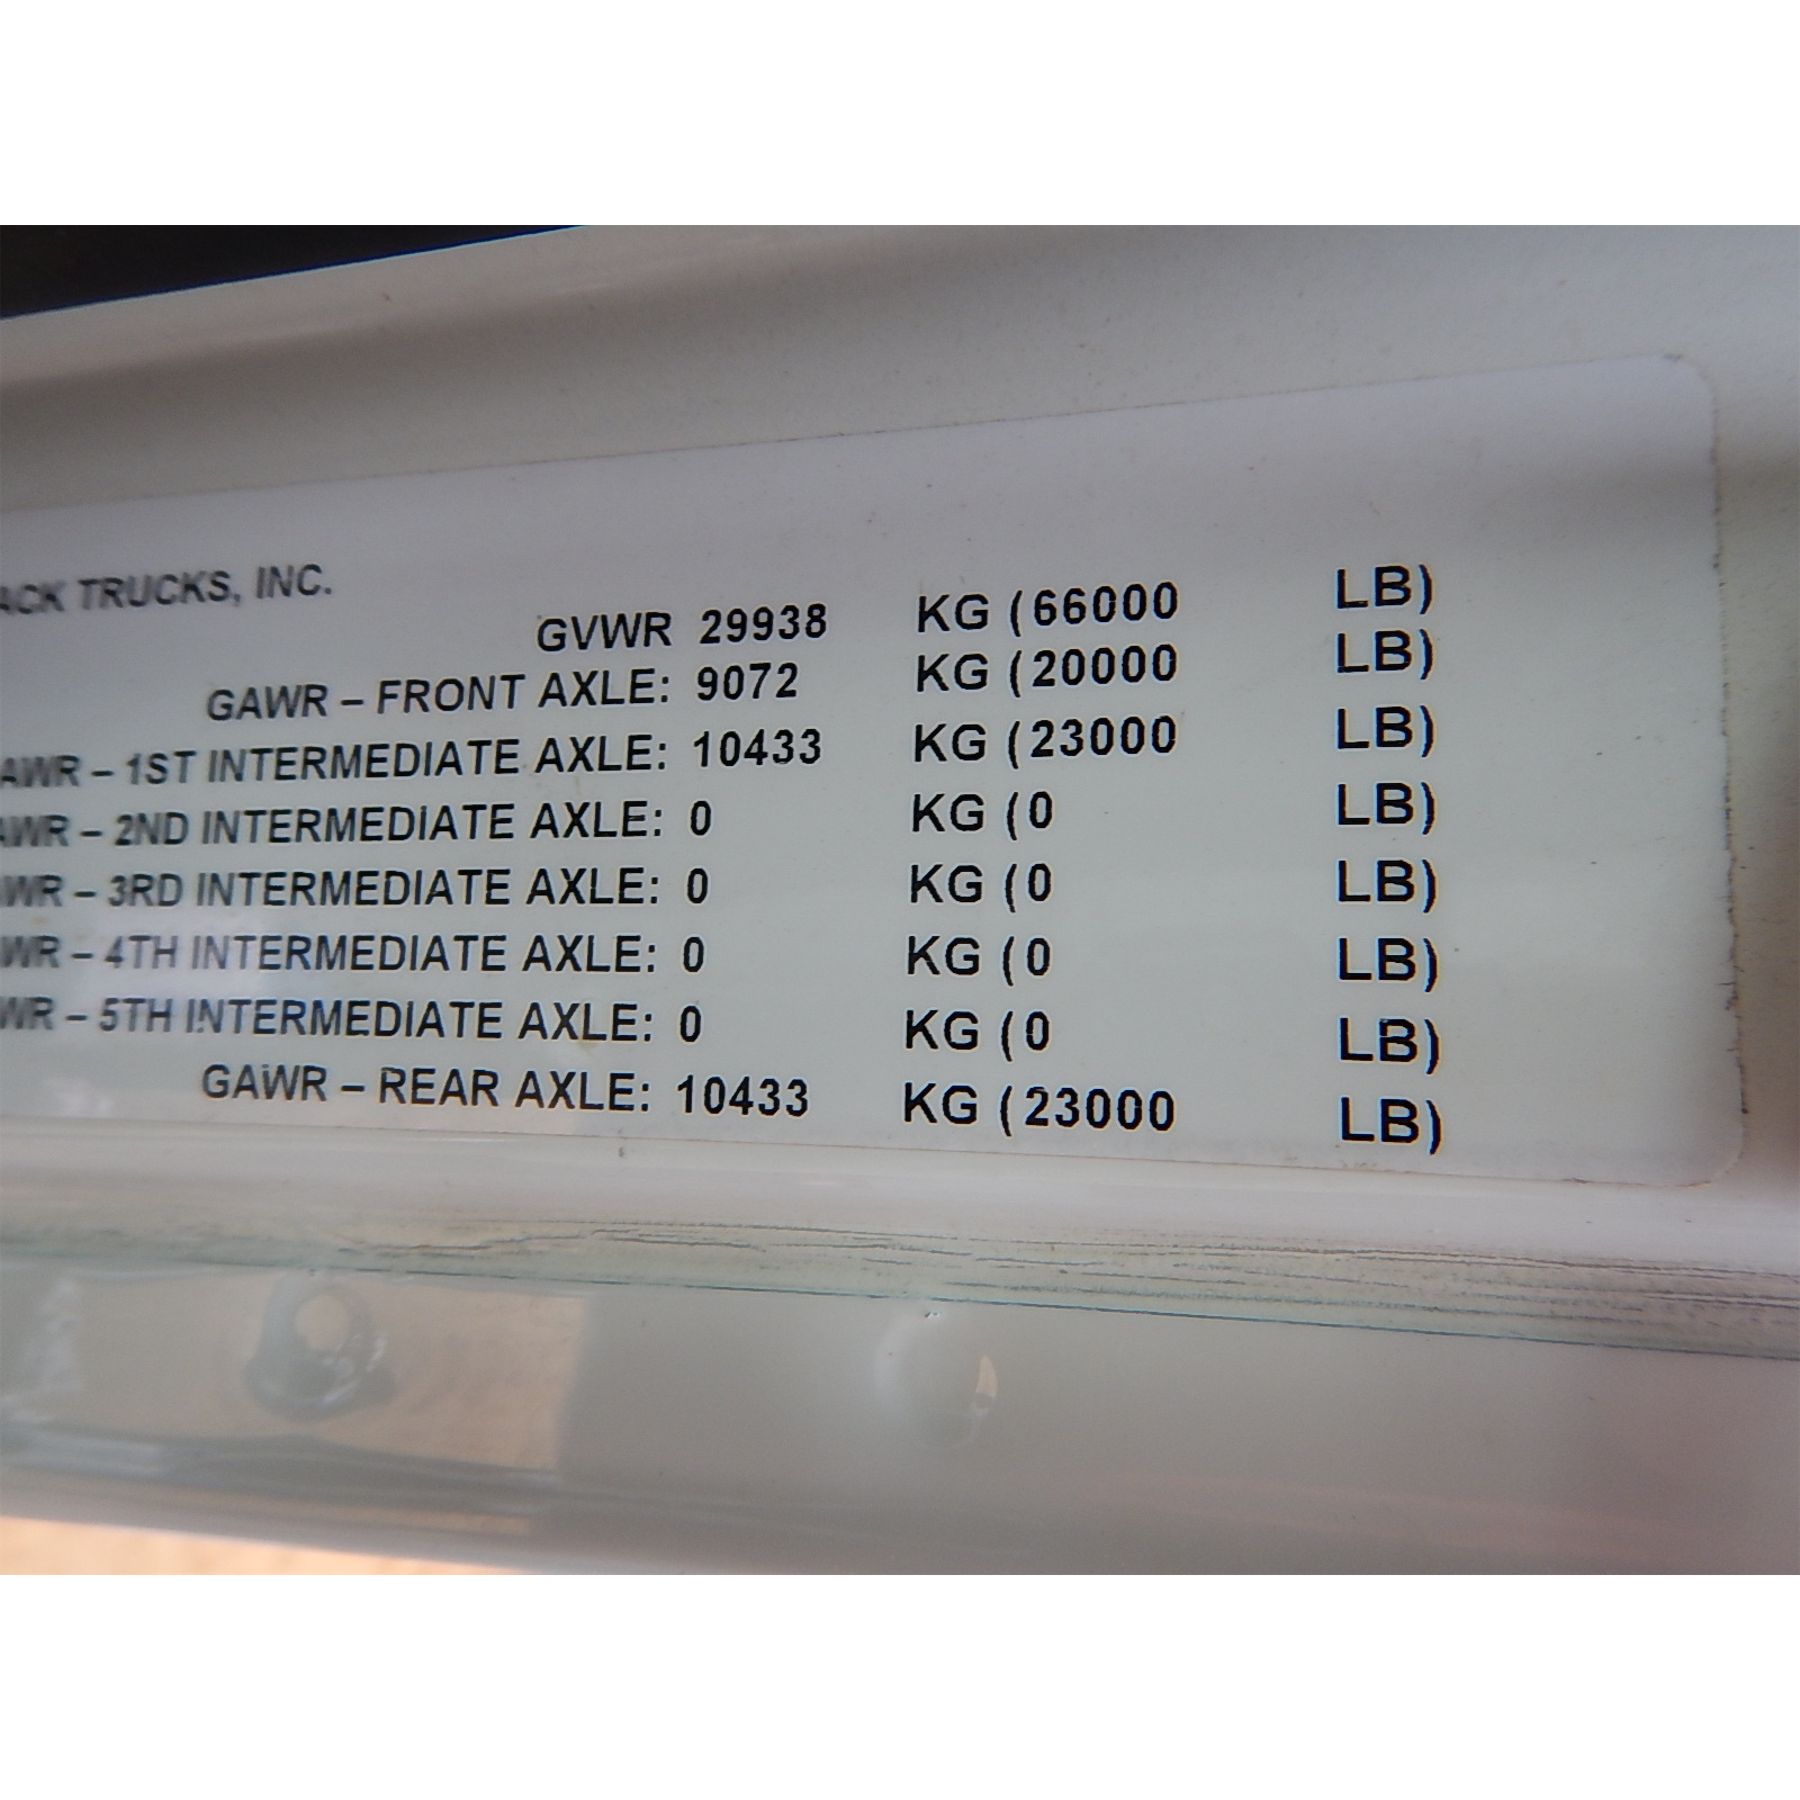 ACK TRUCKS, INC.
GVWR 29938 KG (66000 LB)
GAWR – FRONT AXLE: 9072 KG (20000 LB)
AWR – 1ST INTERMEDIATE AXLE: 10433 KG (23000 LB)
AWR – 2ND INTERMEDIATE AXLE: 0 KG (0 LB)
WR – 3RD INTERMEDIATE AXLE: 0 KG (0 LB)
WR – 4TH INTERMEDIATE AXLE: 0 KG (0 LB)
WR – 5TH INTERMEDIATE AXLE: 0 KG (0 LB)
GAWR – REAR AXLE: 10433 KG (23000 LB)